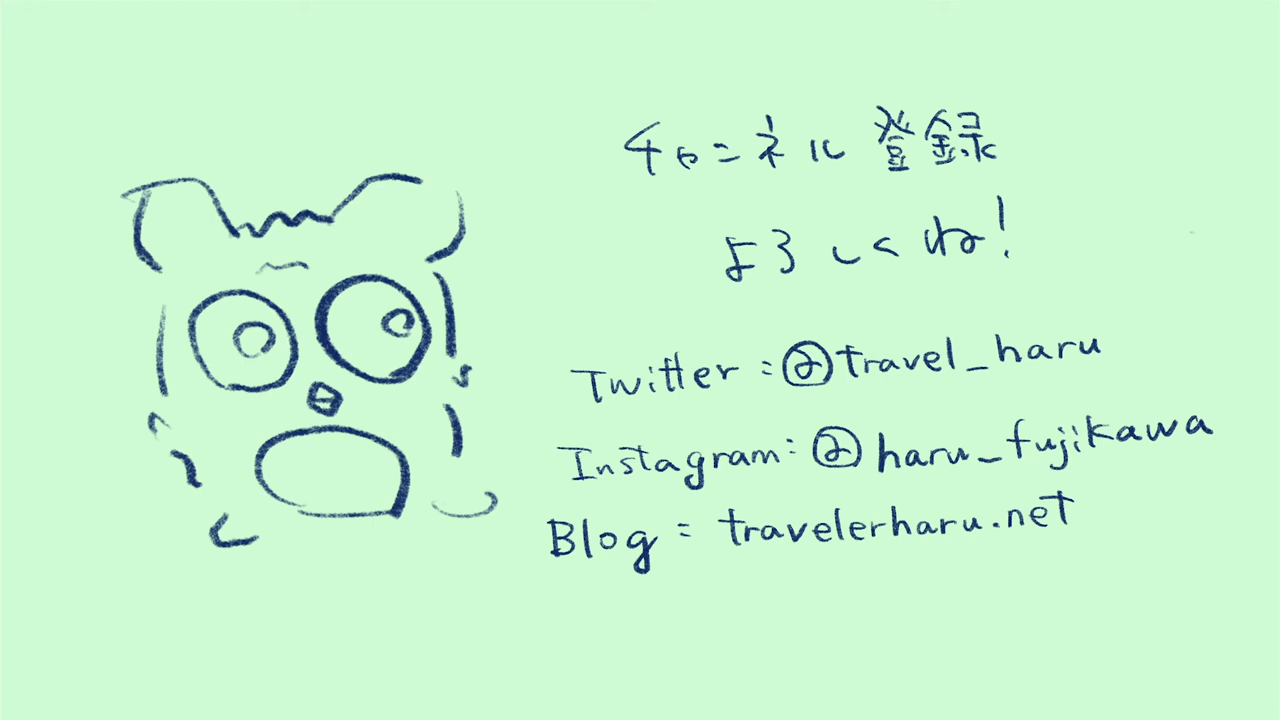 チャンネル登録
よろしくね!
Twitter:@travel_haru
Instagram:@haru_fujikawa
Blog:travelerharu.net